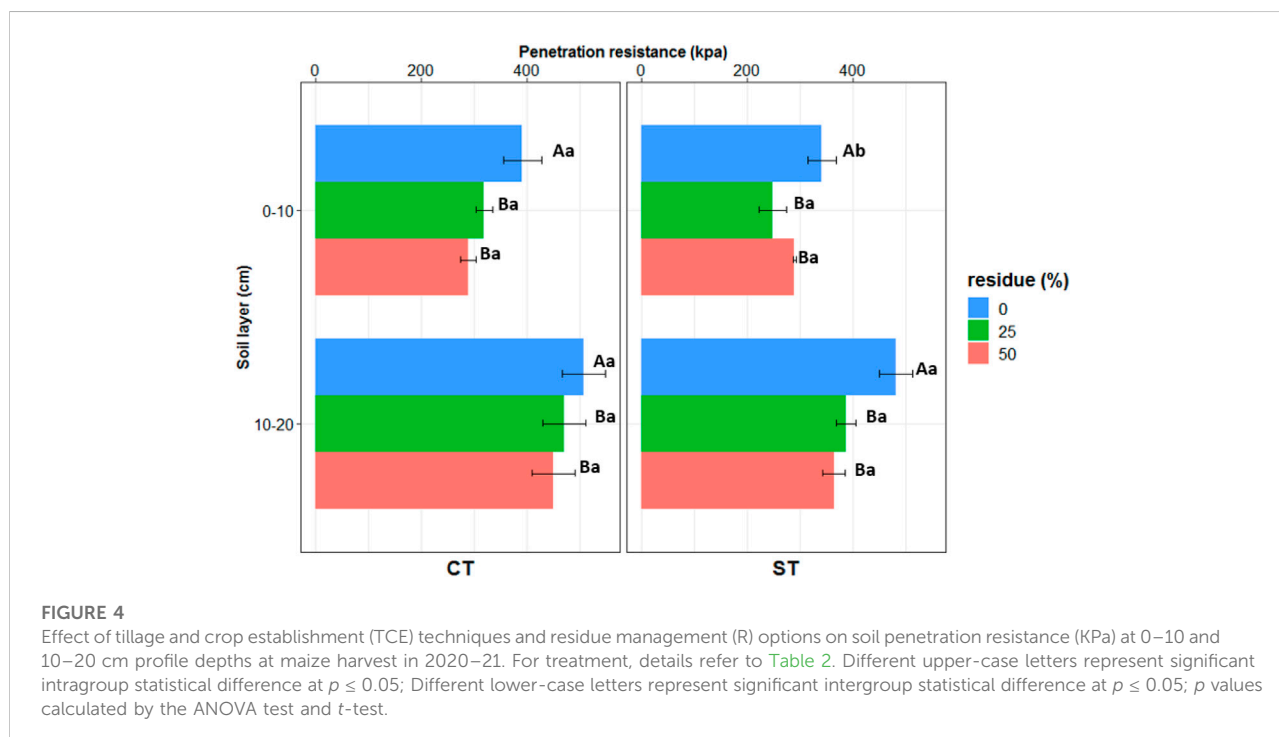 Penetration resistance (kpa)
0 200 400 0 200 400
Soil layer (cm)
0-10
10-20
Aa
Ba
Ba
Aa
Ba
Ba
Ab
Ba
Ba
Aa
Ba
Ba
CT ST
residue (%)
0
25
50
FIGURE 4
Effect of tillage and crop establishment (TCE) techniques and residue management (R) options on soil penetration resistance (KPa) at 0–10 and
10–20 cm profile depths at maize harvest in 2020–21. For treatment, details refer to Table 2. Different upper-case letters represent significant
intragroup statistical difference at p ≤ 0.05; Different lower-case letters represent significant intergroup statistical difference at p ≤ 0.05; p values
calculated by the ANOVA test and t-test.